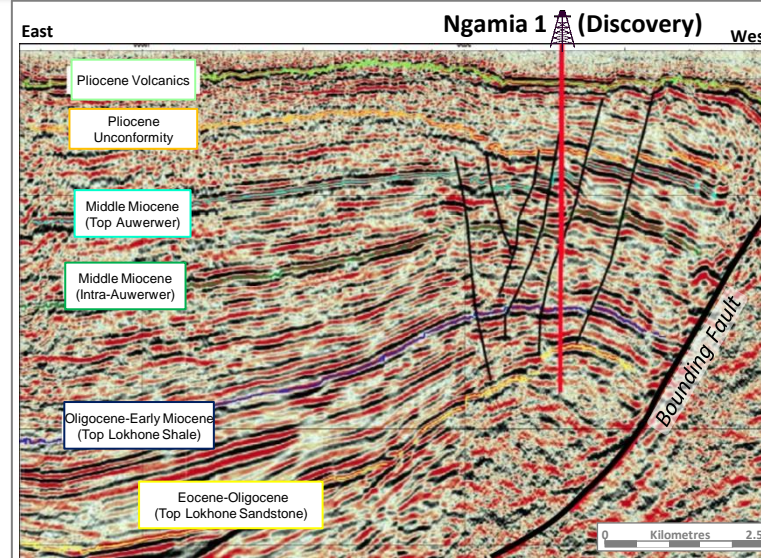 Ngamia 1 (Discovery)
East
Wes
Pliocene Volcanics
Pliocene
Unconformity
Middle Miocene
(Top Auwerwer)
Middle Miocene
(Intra-Auwerwer)
Oligocene-Early Miocene
(Top Lokhone Shale)
Eocene-Oligocene
(Top Lokhone Sandstone)
Bounding Fault
0 Kilometres 2.5